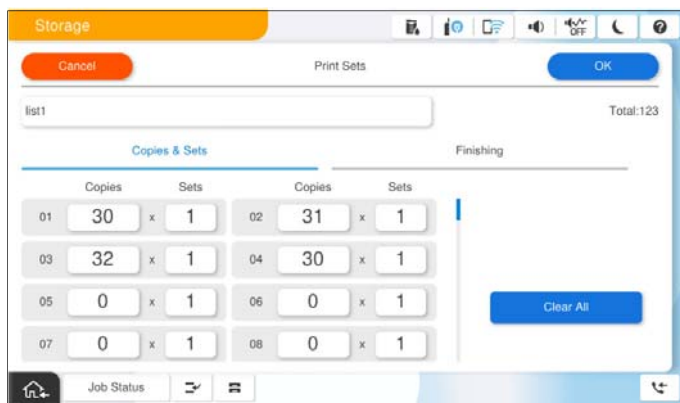 Storage
OFF
?
Cancel
Print Sets
OK
list1
Total:123
Copies & Sets
Finishing
Copies Sets Copies Sets
01 30 x 1 02 31 x 1
03 32 x 1 04 30 x 1
05 0 x 1 06 0 x 1
Clear All
07 0 x 1 08 0 x 1
Job Status